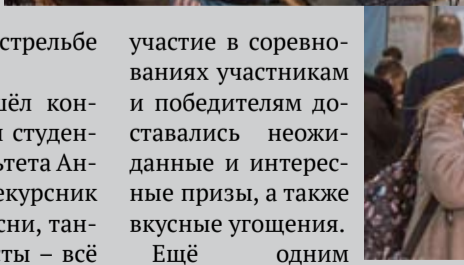 стрельбе
шёл кон-
студен-
ьтета Ан-
екурсник
сни, тан-
ты – всё
участие в соревно-
ваниях участникам
и победителям до-
ставались неожи-
данные и интерес-
ные призы, а также
вкусные угощения.
Ещё одним